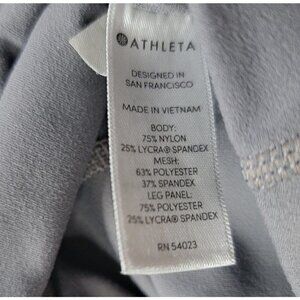 ATHLETA
DESIGNED IN
SAN FRANCISCO
MADE IN VIETNAM
BODY:
75% NYLON
25% LYCRA® SPANDEX
MESH:
63% POLYESTER
37% SPANDEX
LEG PANEL:
75% POLYESTER
25% LYCRA® SPANDEX
RN 54023